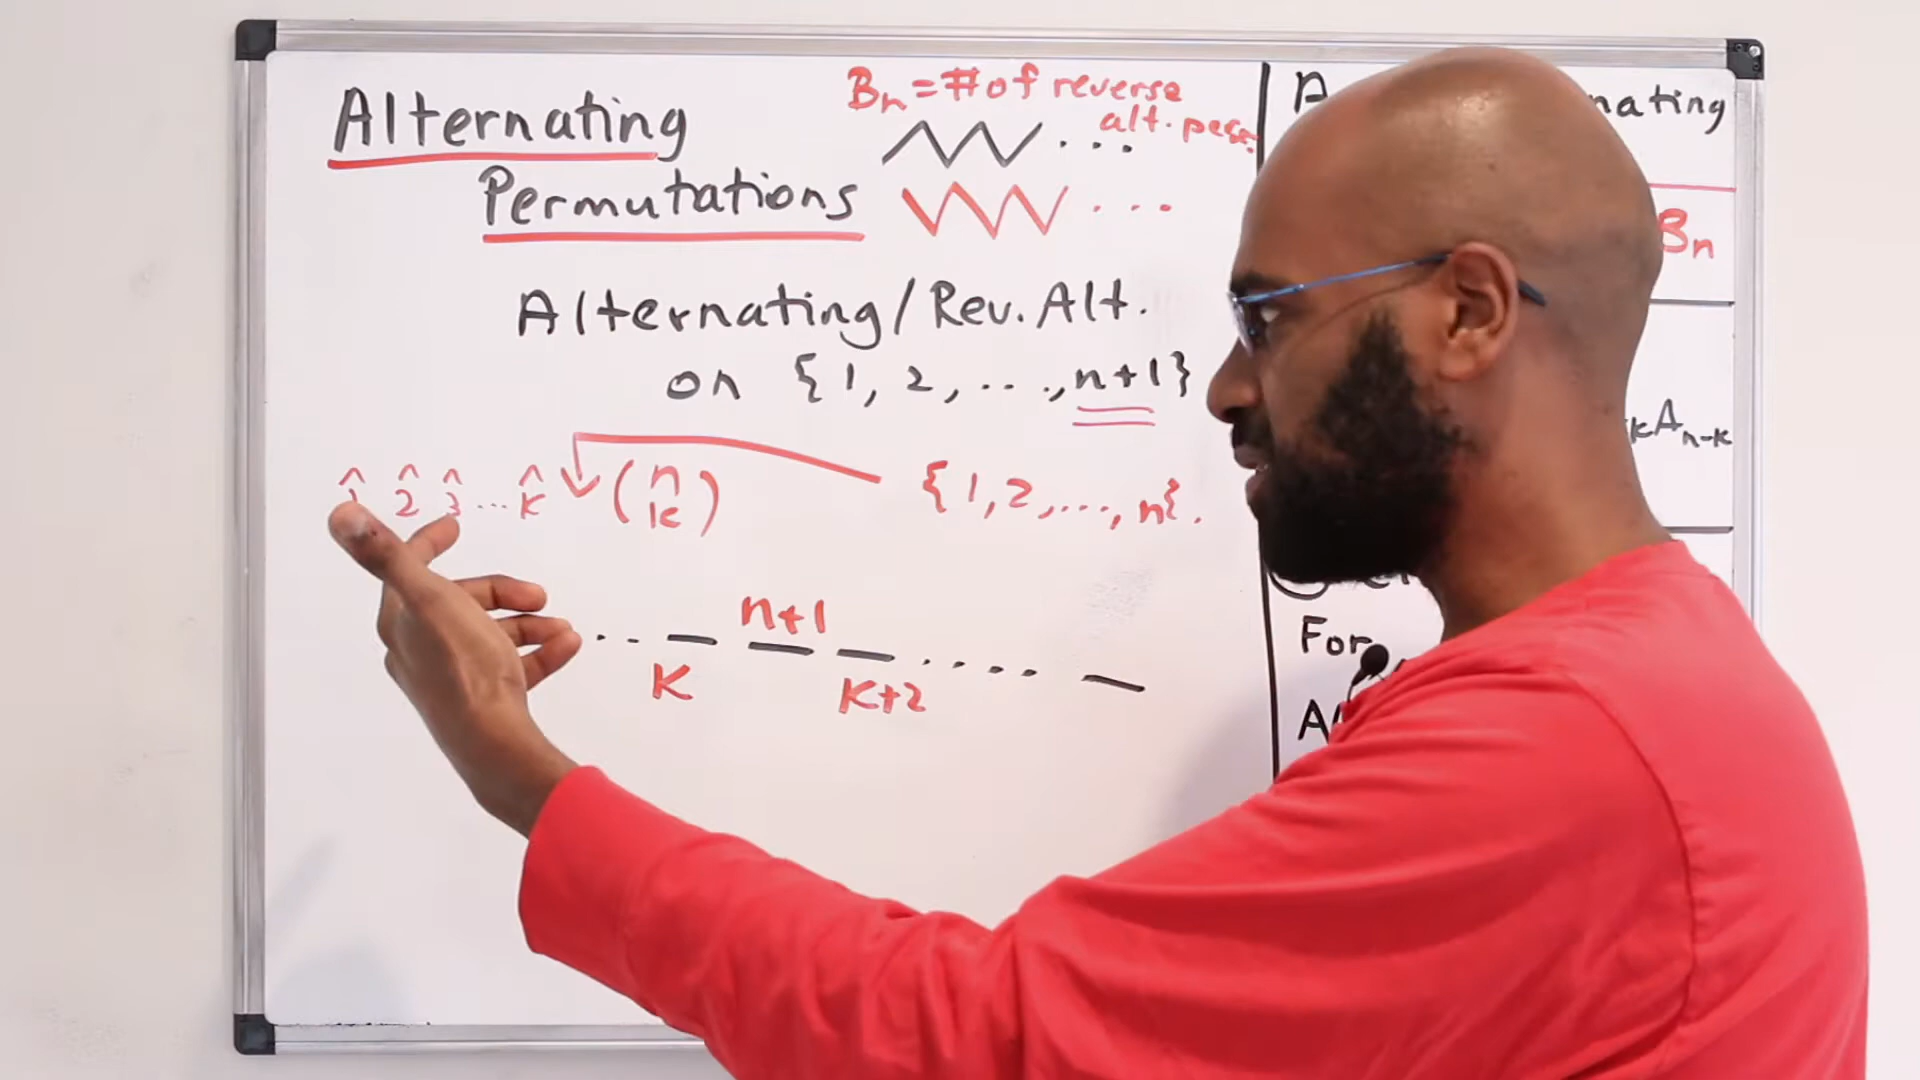 Alternating
Permutations
Bn = # of reverse
alt. perm.
...
...
Alternating / Rev. Alt.
on {1, 2, ..., n+1}
^1 ^2 ^3 ... ^k (n k) {1, 2, ..., n}.
n+1
.. ....
k k+2
nating
Bn
kAn-k
For